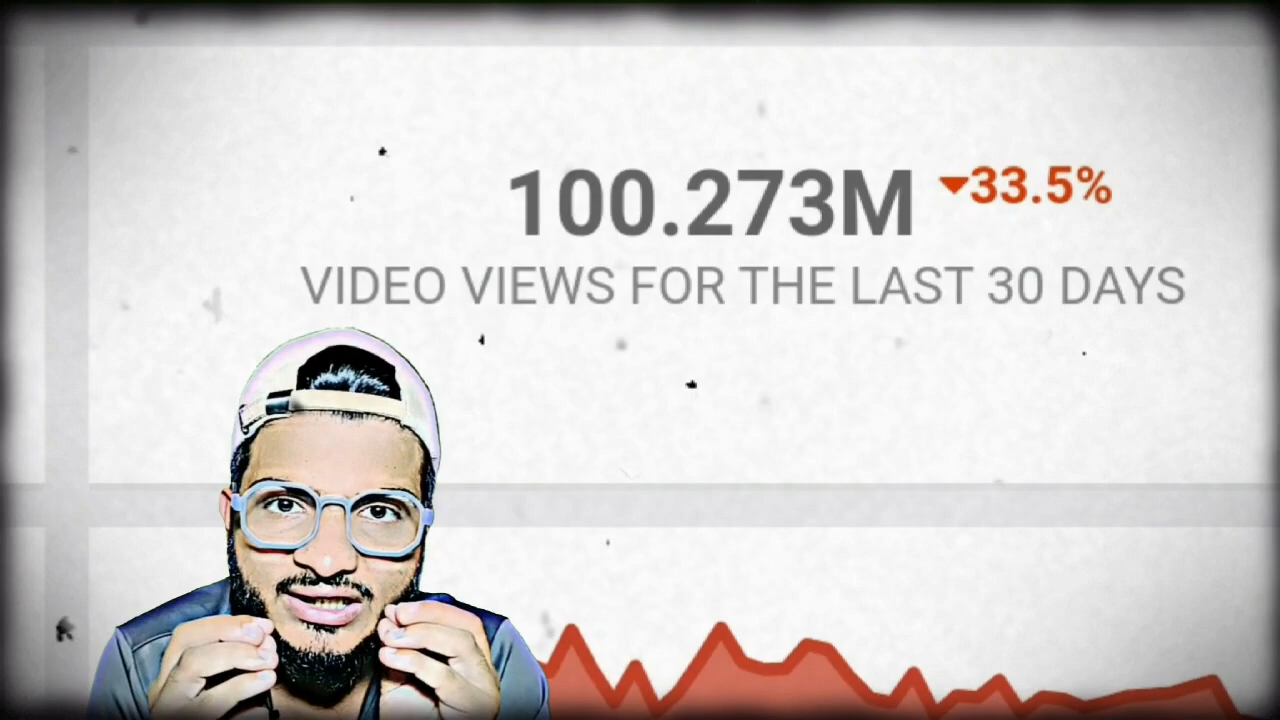 100.273M ▼33.5%
VIDEO VIEWS FOR THE LAST 30 DAYS